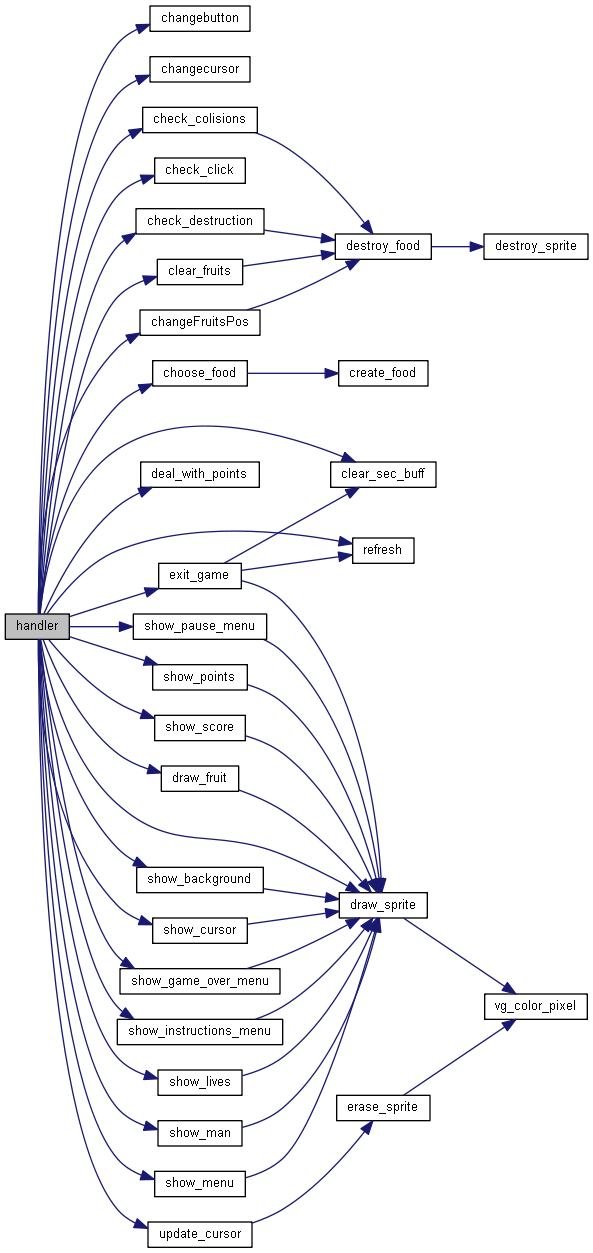 changebutton
changecursor
check_colisions
check_click
check_destruction
destroy_food
destroy_sprite
clear_fruits
changeFruitsPos
choose_food
create_food
deal_with_points
clear_sec_buff
refresh
exit_game
handler
show_pause_menu
show_points
show_score
draw_fruit
show_background
draw_sprite
show_cursor
show_game_over_menu
vg_color_pixel
show_instructions_menu
show_lives
erase_sprite
show_man
show_menu
update_cursor